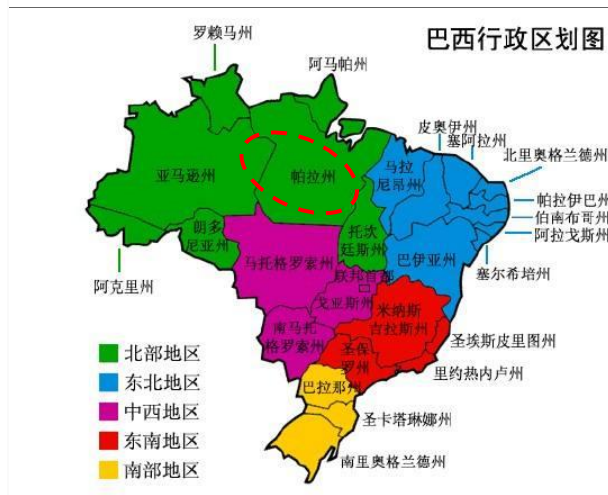 巴西行政区划图
罗赖马州
阿马帕州
皮奥伊州
塞阿拉州
北里奥格兰德州
亚马逊州
帕拉州
马拉
尼昂州
帕拉伊巴州
伯南布哥州
阿拉戈斯州
朗多
尼亚州
托次
廷斯州
巴伊亚州
塞尔希培州
阿克里州
马托格罗索州
联邦首都
戈亚斯州
米纳斯
吉拉斯州
南马托
格罗索州
圣保
罗州
圣埃斯皮里图州
里约热内卢州
巴拉那州
圣卡塔琳娜州
南里奥格兰德州
北部地区
东北地区
中西地区
东南地区
南部地区